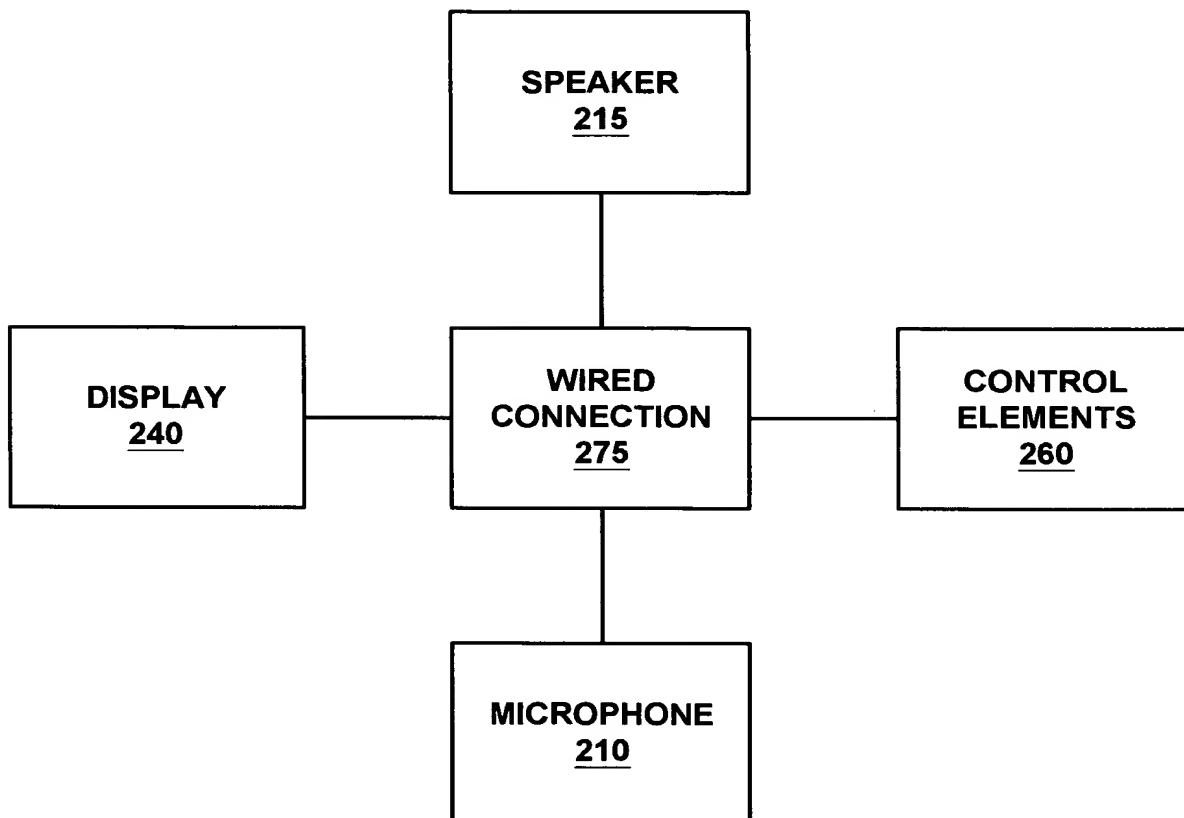 SPEAKER
215
DISPLAY
240
WIRED
CONNECTION
275
CONTROL
ELEMENTS
260
MICROPHONE
210